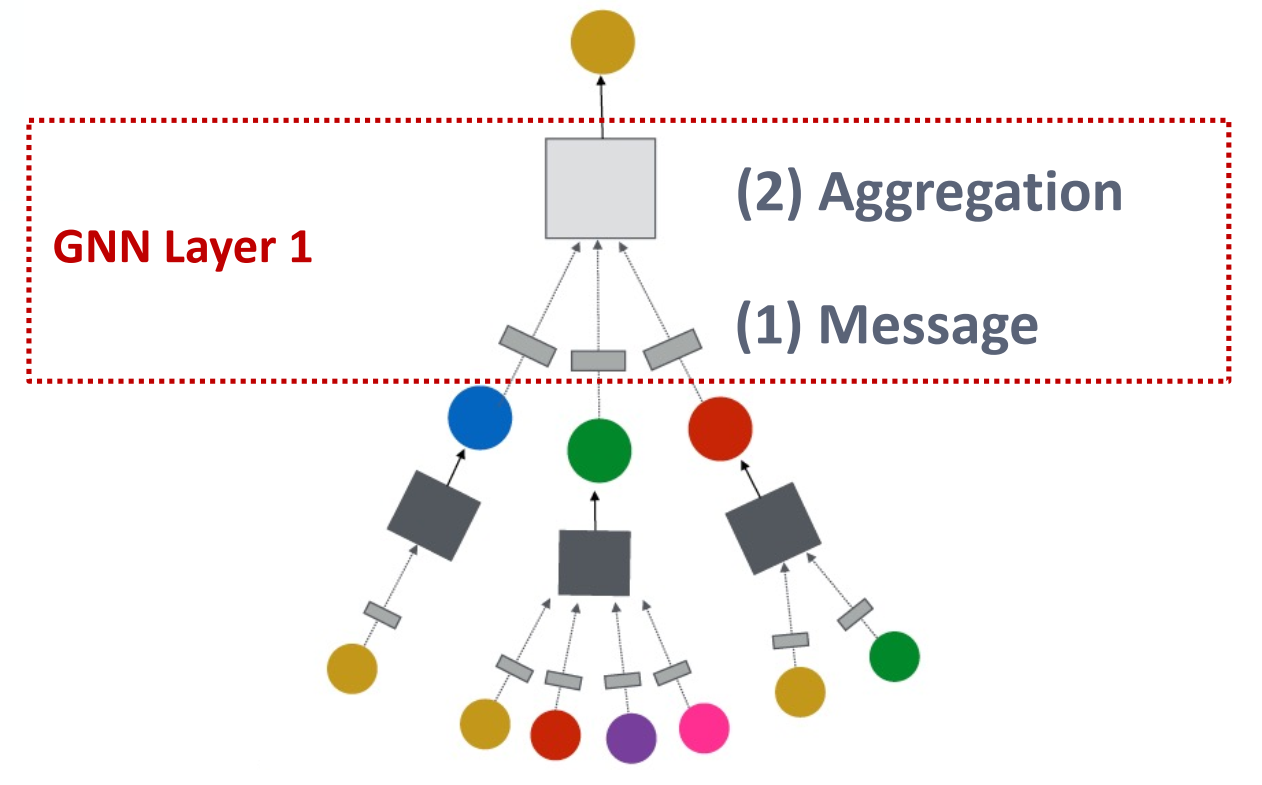 (2) Aggregation
GNN Layer 1
(1) Message